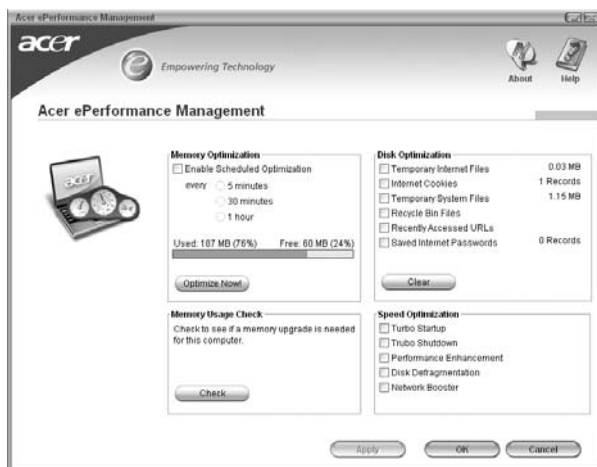 Acer ePerformance Management
acer
e
Empowering Technology
About
Help
Acer ePerformance Management
acer
Memory Optimization
Enable Scheduled Optimization
every
5 minutes
30 minutes
1 hour
Used: 187 MB (76%) Free: 60 MB (24%)
Optimize Now!
Memory Usage Check
Check to see if a memory upgrade is needed
for this computer.
Check
Disk Optimization
Temporary Internet Files 0.03 MB
Internet Cookies 1 Records
Temporary System Files 1.15 MB
Recycle Bin Files
Recently Accessed URLs
Saved Internet Passwords 0 Records
Clear
Speed Optimization
Turbo Startup
Trubo Shutdown
Performance Enhancement
Disk Defragmentation
Network Booster
Apply
OK
Cancel